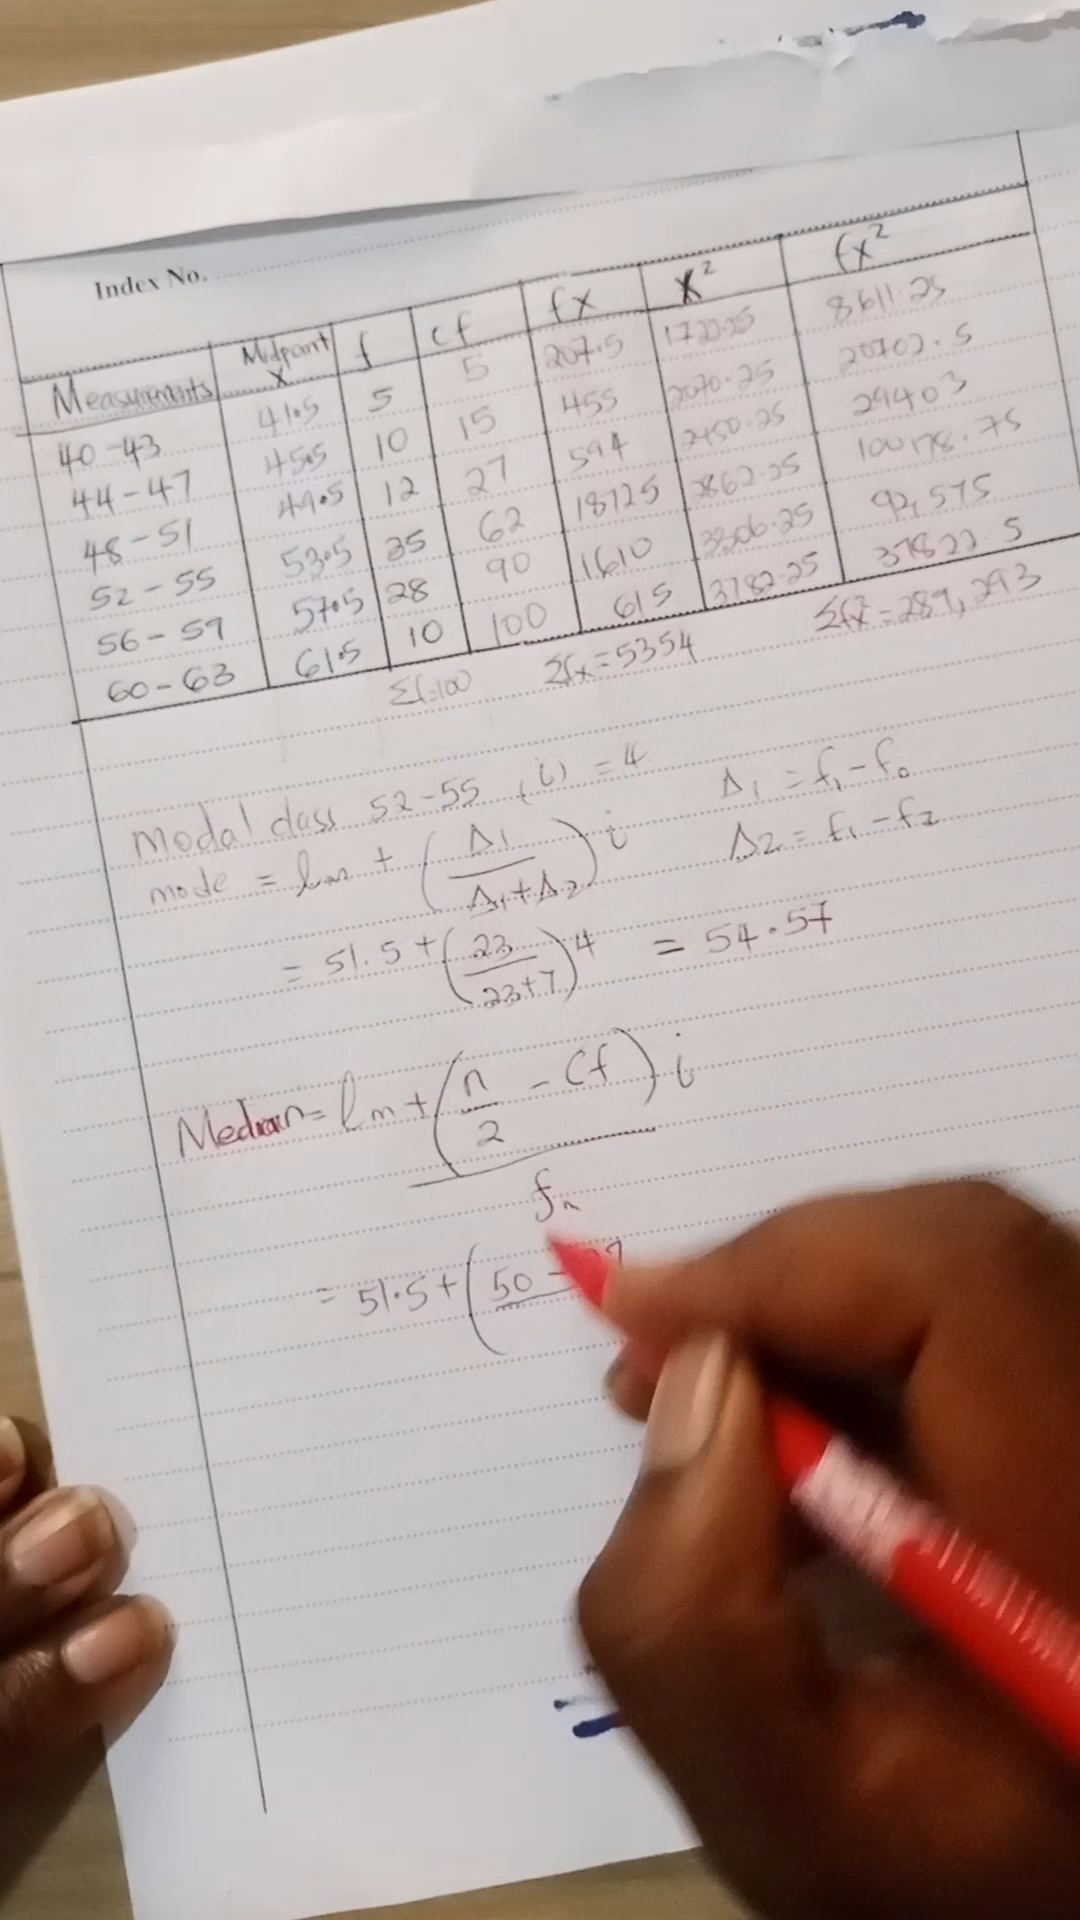 Index No.
Measurements Midpoint x f cf fx x² fx²
40-43 41.5 5 5 207.5 1722.25 8611.25
44-47 45.5 10 15 455 2070.25 20702.5
48-51 49.5 12 27 594 2450.25 29403
52-55 53.5 35 62 1872.5 2862.25 100178.75
56-59 57.5 28 90 1610 3306.25 92,575
60-63 61.5 10 100 615 3782.25 37822.5
Σf=100 Σfx=5354 Σfx²=289,293
Modal class 52-55, (i) = 4 Δ₁ = f₁-f₀
mode = lm + (Δ₁/Δ₁+Δ₂) i Δ2 = f₁-f₂
= 51.5 + (23/23+7) 4 = 54.57
Median = lm + (n/2 - Cf) i
f
= 51.5 + (50 -